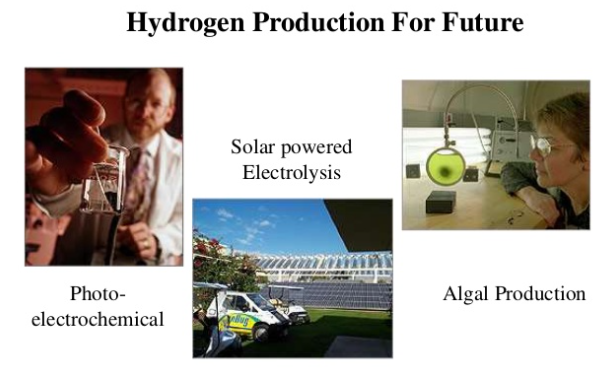 Hydrogen Production For Future
Solar powered
Electrolysis
Photo-
electrochemical
Algal Production